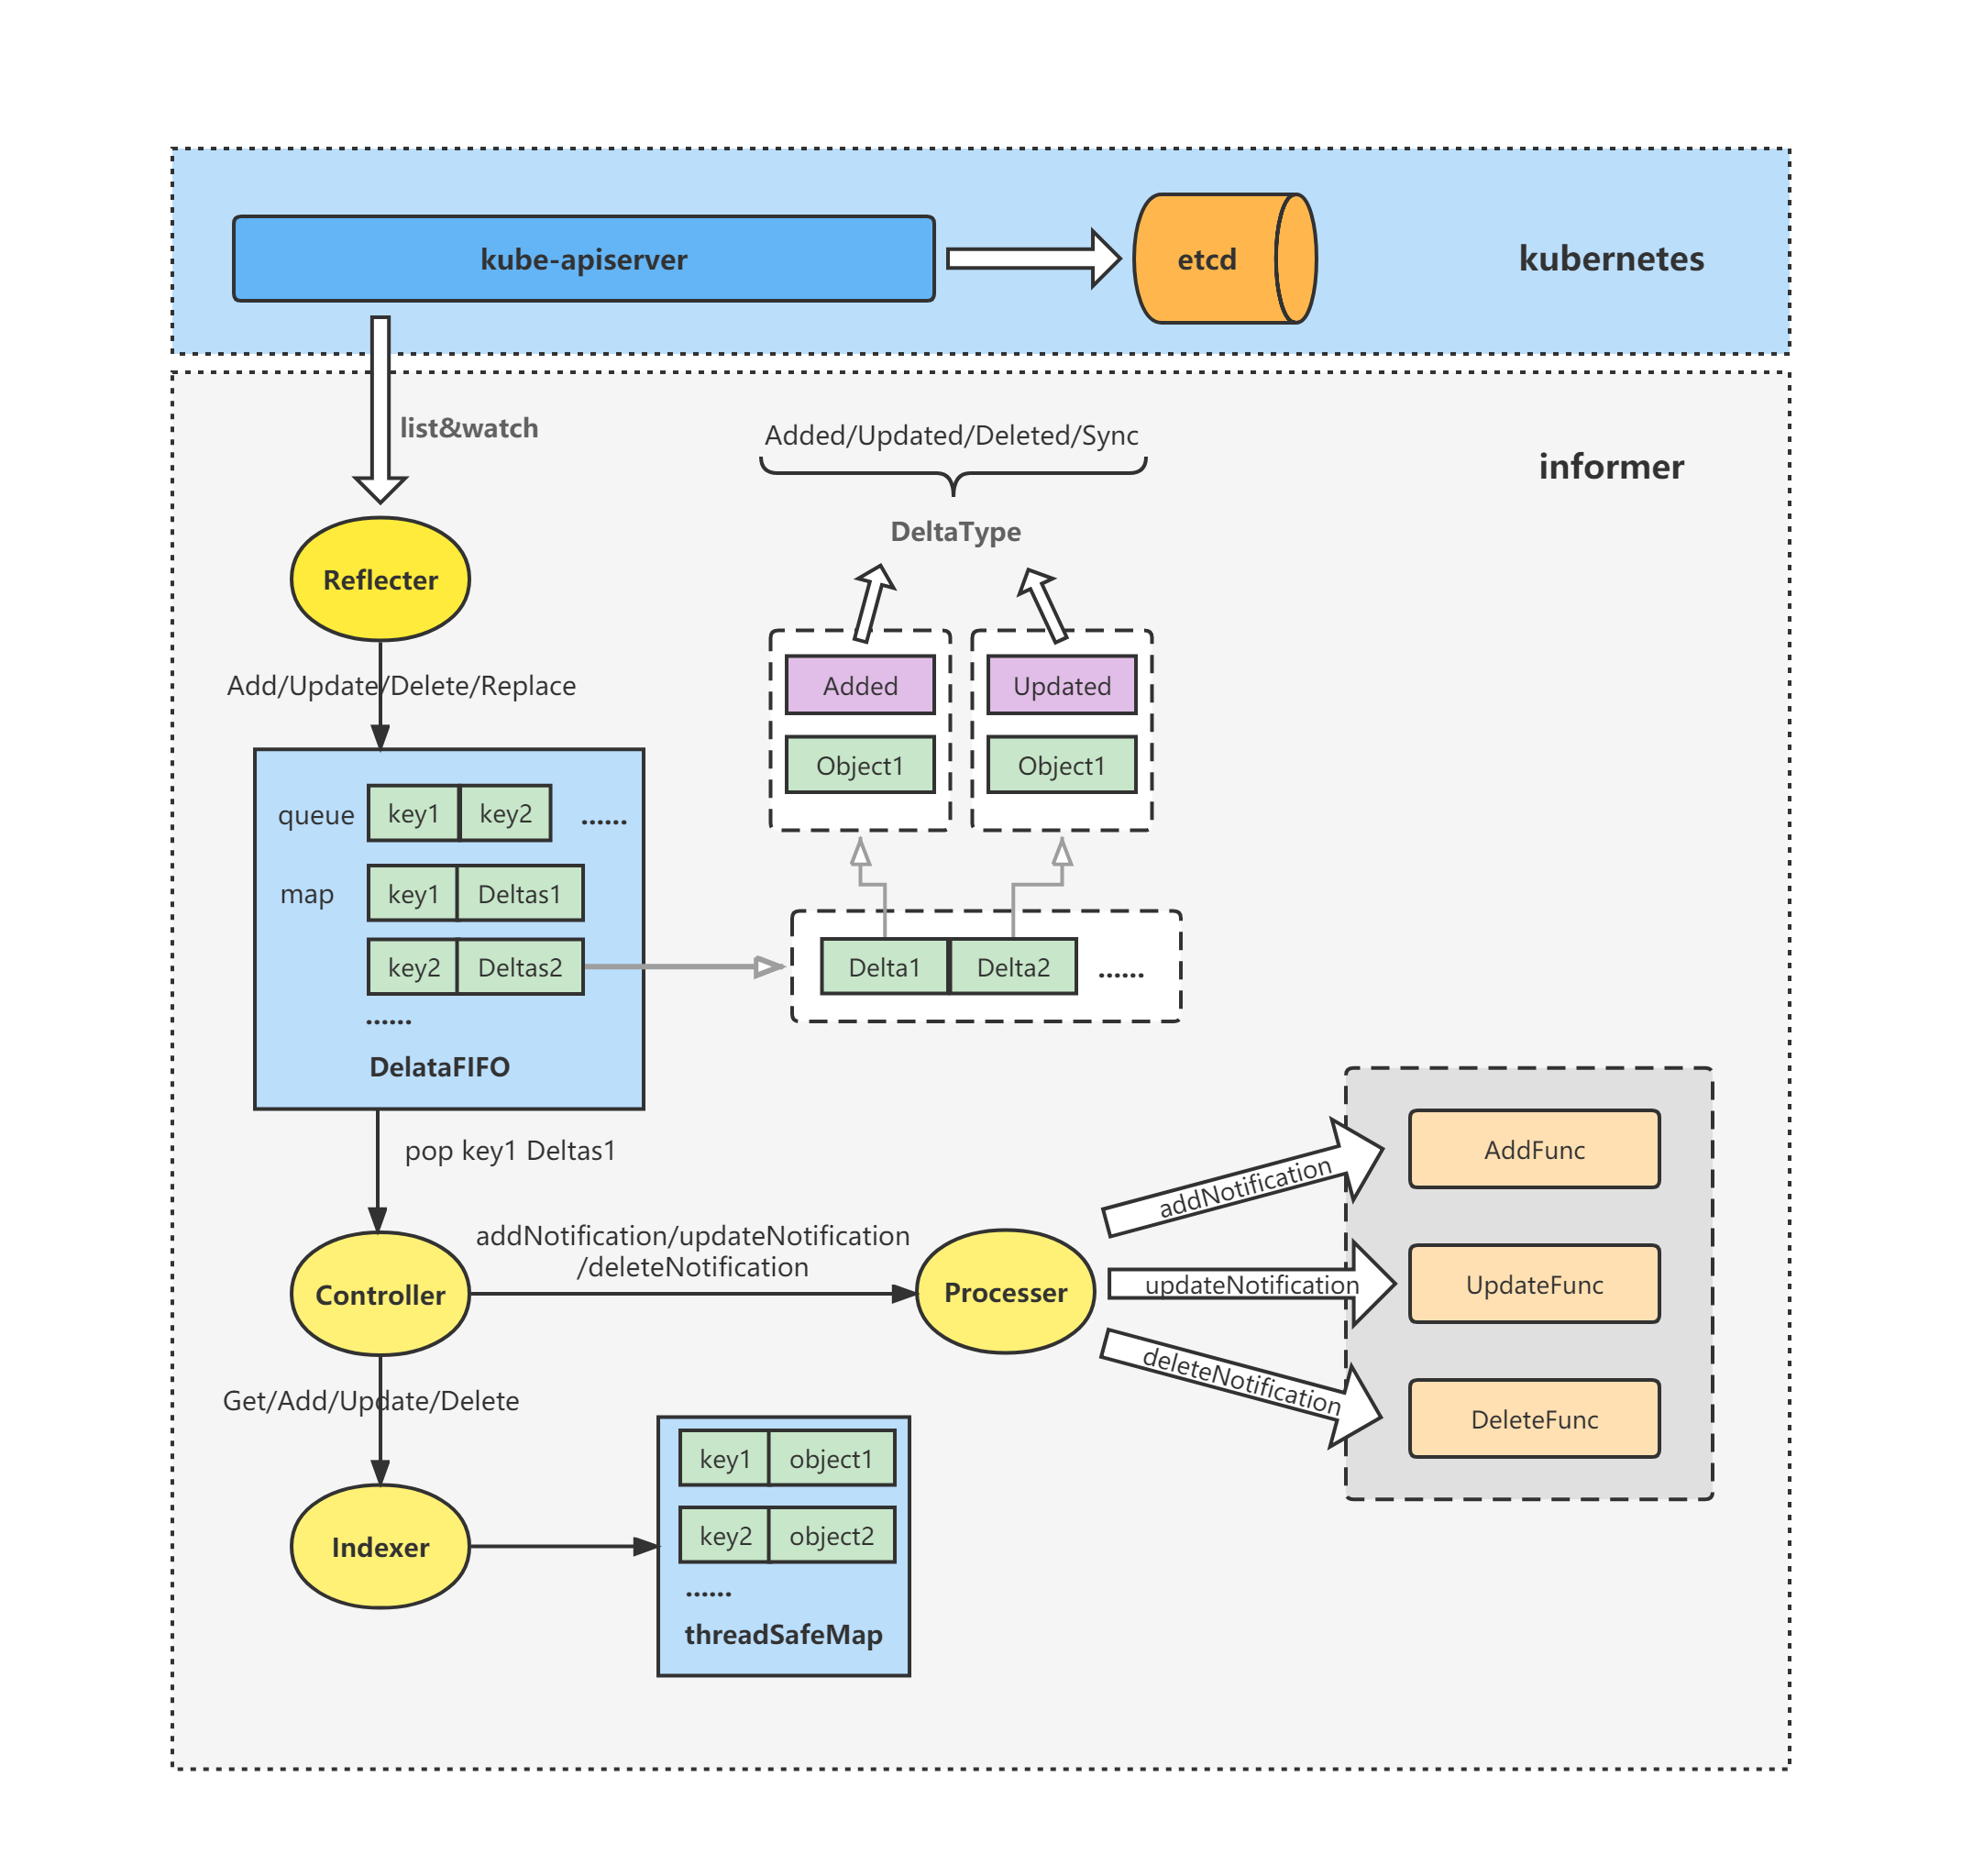 kube-apiserver
etcd
kubernetes
list&watch
Added/Updated/Deleted/Sync
informer
DeltaType
Reflecter
Add/Update/Delete/Replace
Added
Updated
Object1
Object1
queue
key1
key2
......
map
key1
Deltas1
key2
Deltas2
......
DelataFIFO
Delta1
Delta2
......
pop key1 Deltas1
addNotification/updateNotification
/deleteNotification
Controller
Processer
addNotification
updateNotification
deleteNotification
AddFunc
UpdateFunc
DeleteFunc
Get/Add/Update/Delete
Indexer
key1
object1
key2
object2
......
threadSafeMap